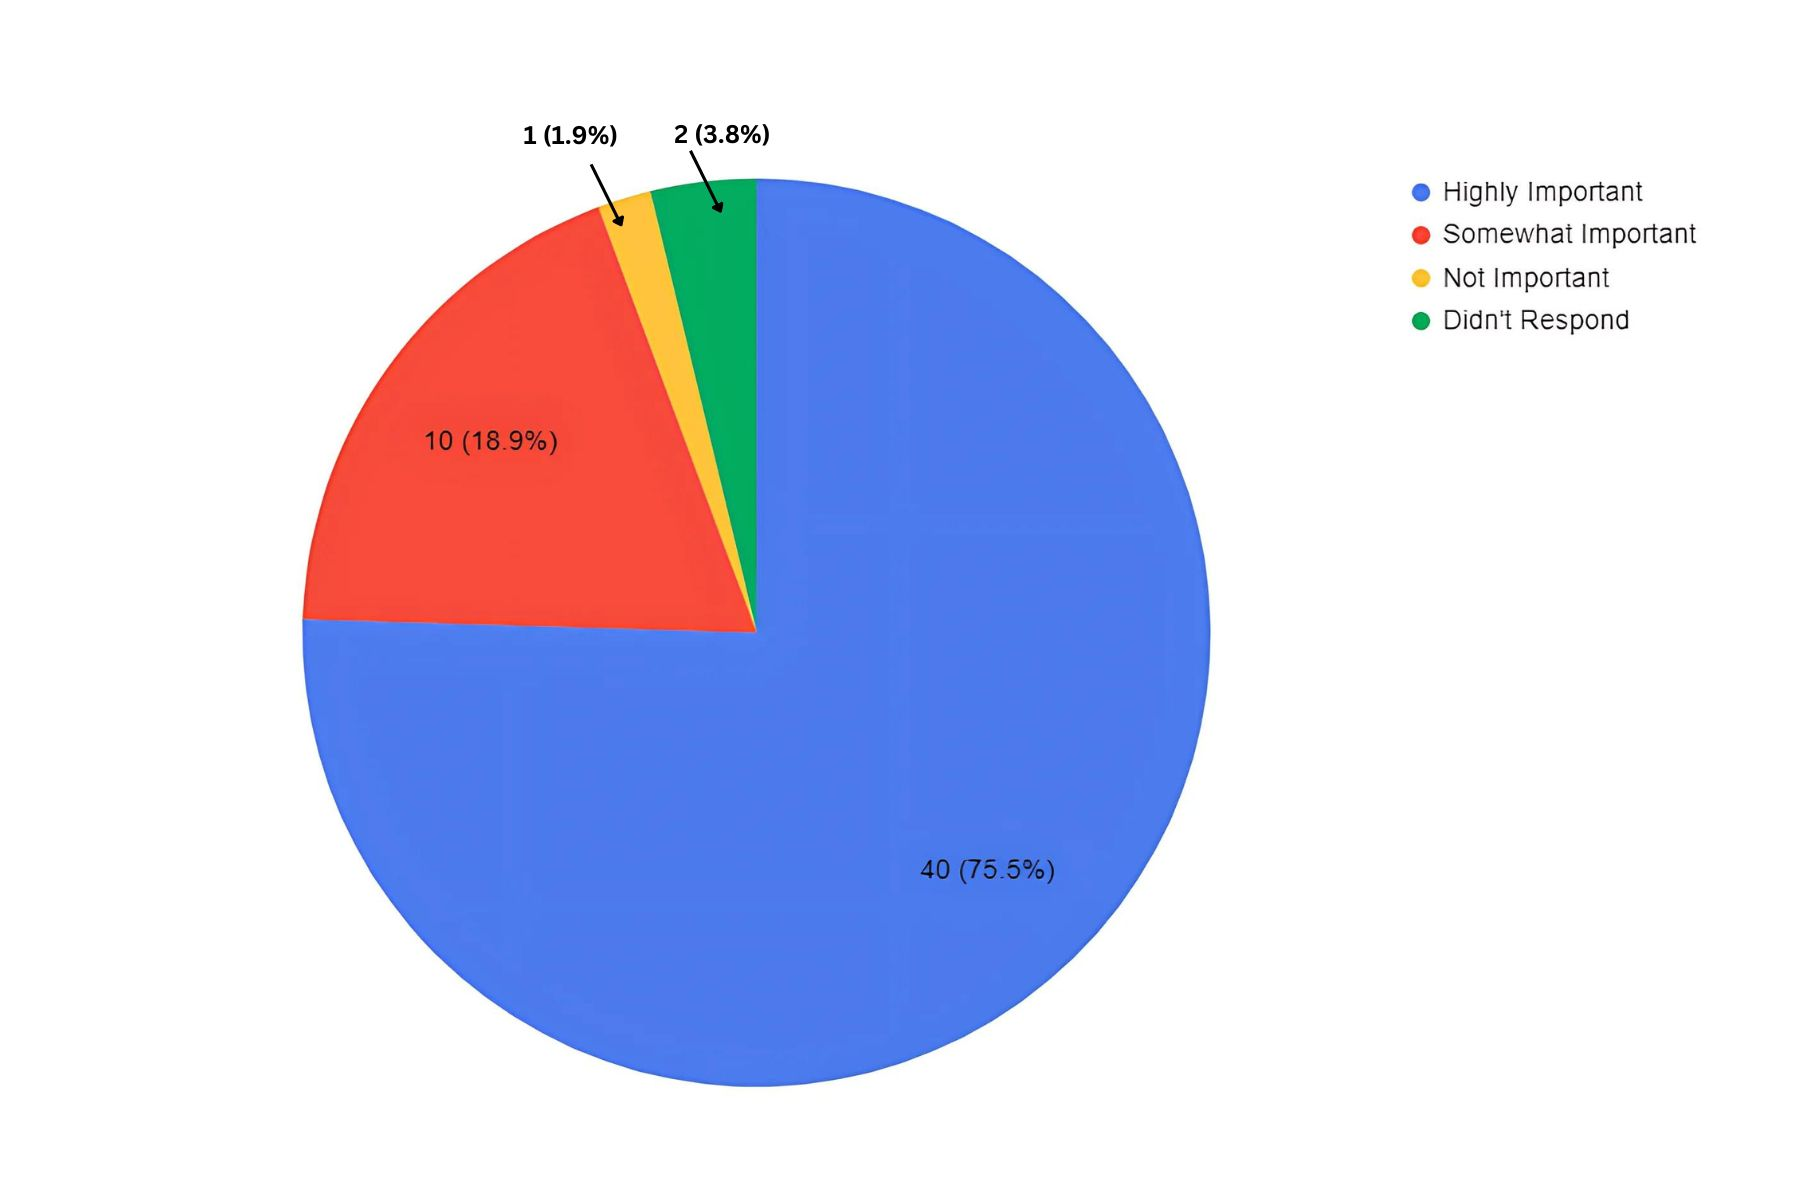 1 (1.9%)
2 (3.8%)
10 (18.9%)
40 (75.5%)
Highly Important
Somewhat Important
Not Important
Didn't Respond